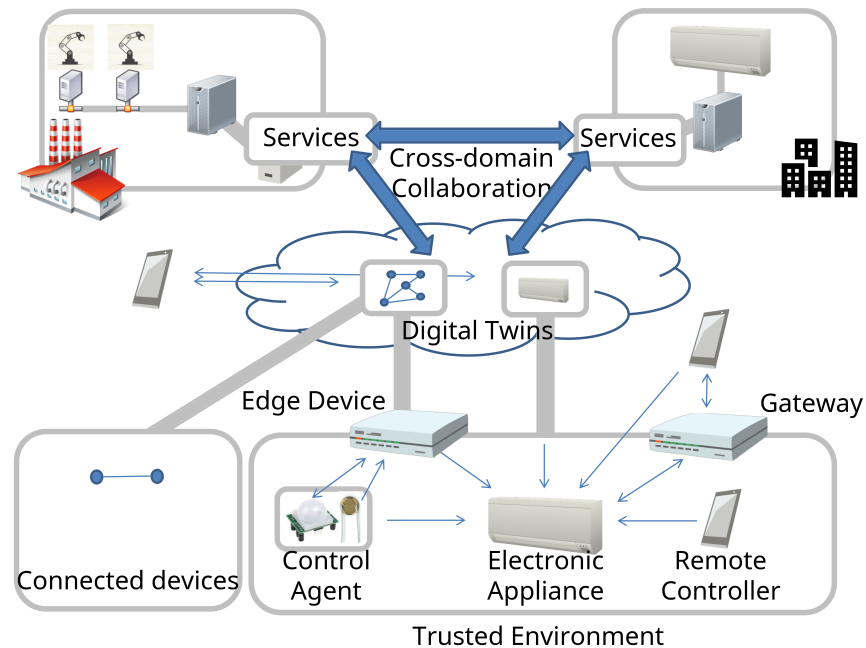 Services
Services
Cross-domain
Collaboration
Digital Twins
Edge Device
Gateway
Connected devices
Control
Agent
Electronic
Appliance
Remote
Controller
Trusted Environment